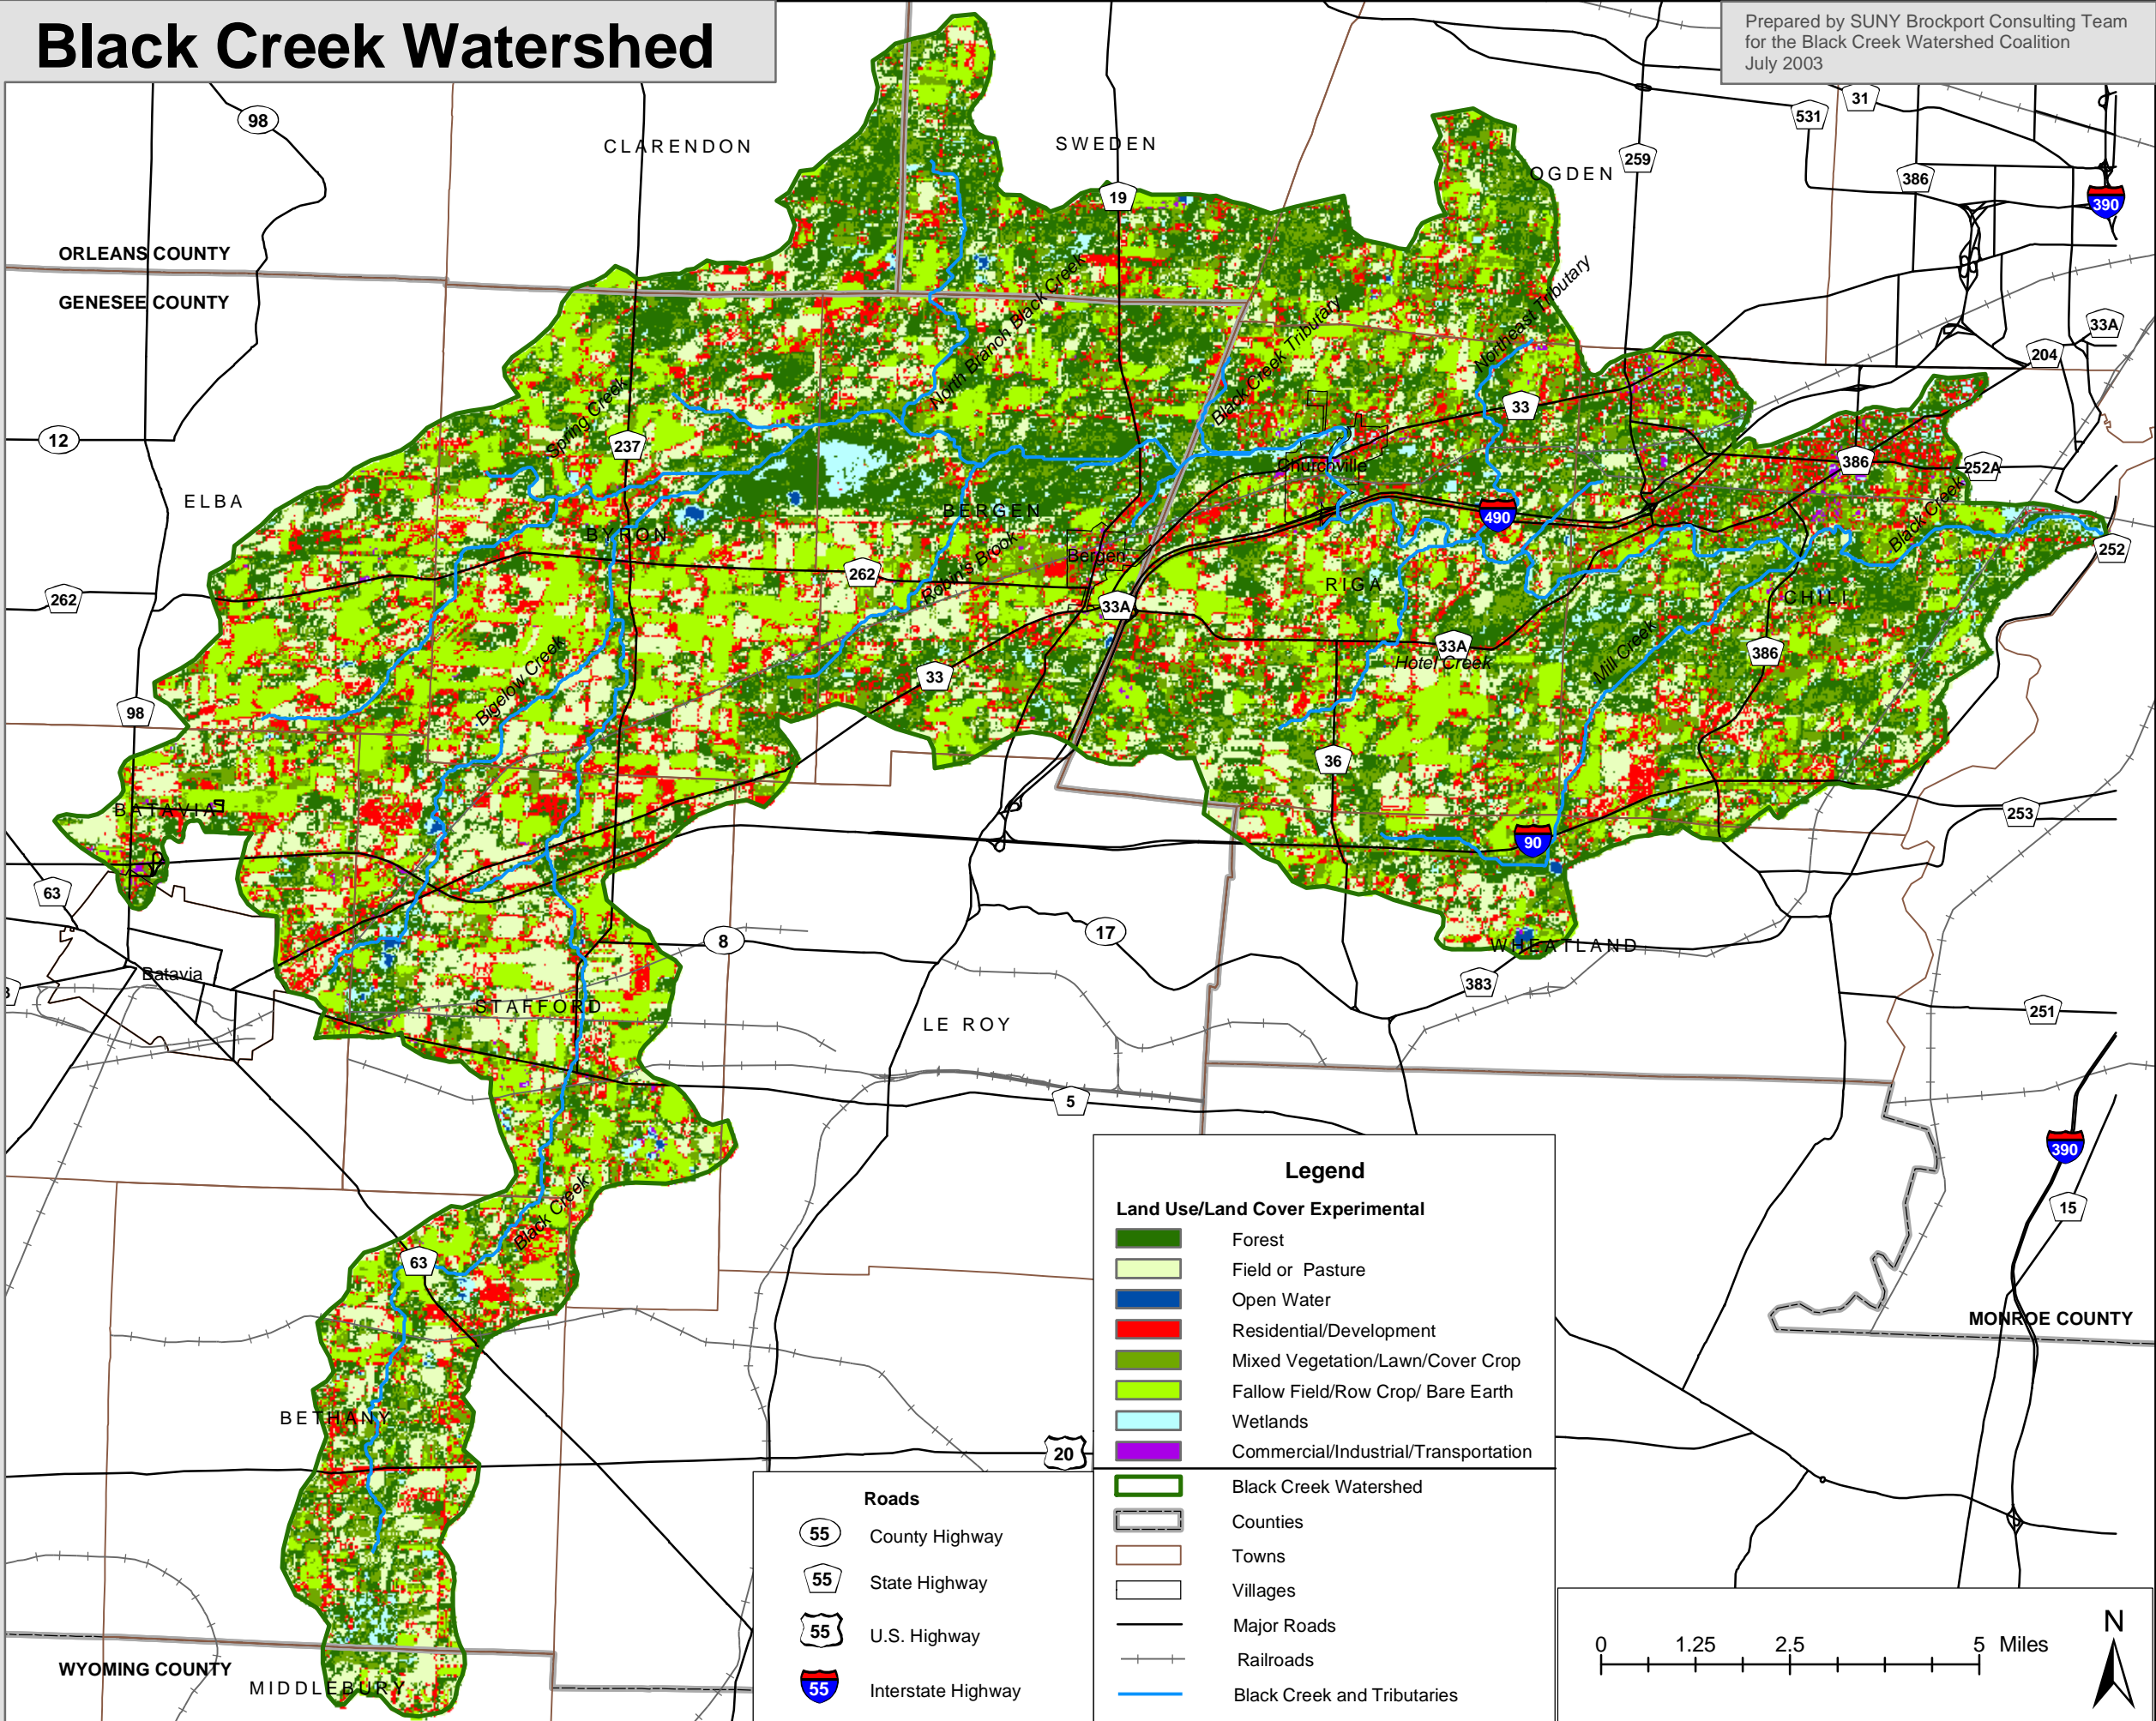 Black Creek Watershed
Prepared by SUNY Brockport Consulting Team
for the Black Creek Watershed Coalition
July 2003
98
31
531
CLARENDON
SWEDEN
259
OGDEN
386
19
390
ORLEANS COUNTY
GENESEE COUNTY
North Branch Black Creek
Black Creek Tributary
Northeast Tributary
33A
204
Spring Creek
33
12
237
Churchville
386
252A
ELBA
BERGEN
490
Black Creek
BYRON
Bergen
252
262
262
Robin's Brook
RIGA
CHILI
33A
Bigelow Creek
33
33A
Hotel Creek
Mill Creek
386
98
36
BATAVIA
253
90
63
8
17
WHEATLAND
Batavia
383
STAFFORD
LE ROY
251
5
390
15
Black Creek
63
MONROE COUNTY
BETHANY
20
WYOMING COUNTY
MIDDLEBURY
Roads
55 County Highway
55 State Highway
55 U.S. Highway
55 Interstate Highway
Legend
Land Use/Land Cover Experimental
Forest
Field or Pasture
Open Water
Residential/Development
Mixed Vegetation/Lawn/Cover Crop
Fallow Field/Row Crop/ Bare Earth
Wetlands
Commercial/Industrial/Transportation
Black Creek Watershed
Counties
Towns
Villages
Major Roads
Railroads
Black Creek and Tributaries
0 1.25 2.5 5 Miles
N